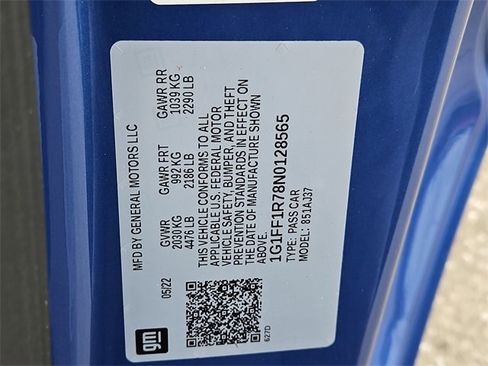 MFD BY GENERAL MOTORS LLC
05/22
GVWR GAWR FRT GAWR RR
2030 KG 992 KG 1039 KG
4476 LB 2186 LB 2290 LB
THIS VEHICLE CONFORMS TO ALL
APPLICABLE U.S. FEDERAL MOTOR
VEHICLE SAFETY, BUMPER, AND THEFT
PREVENTION STANDARDS IN EFFECT ON
THE DATE OF MANUFACTURE SHOWN
ABOVE.
1G1FF1R78N0128565
TYPE: PASS CAR
MODEL: 8S1AJ37
gm
627D